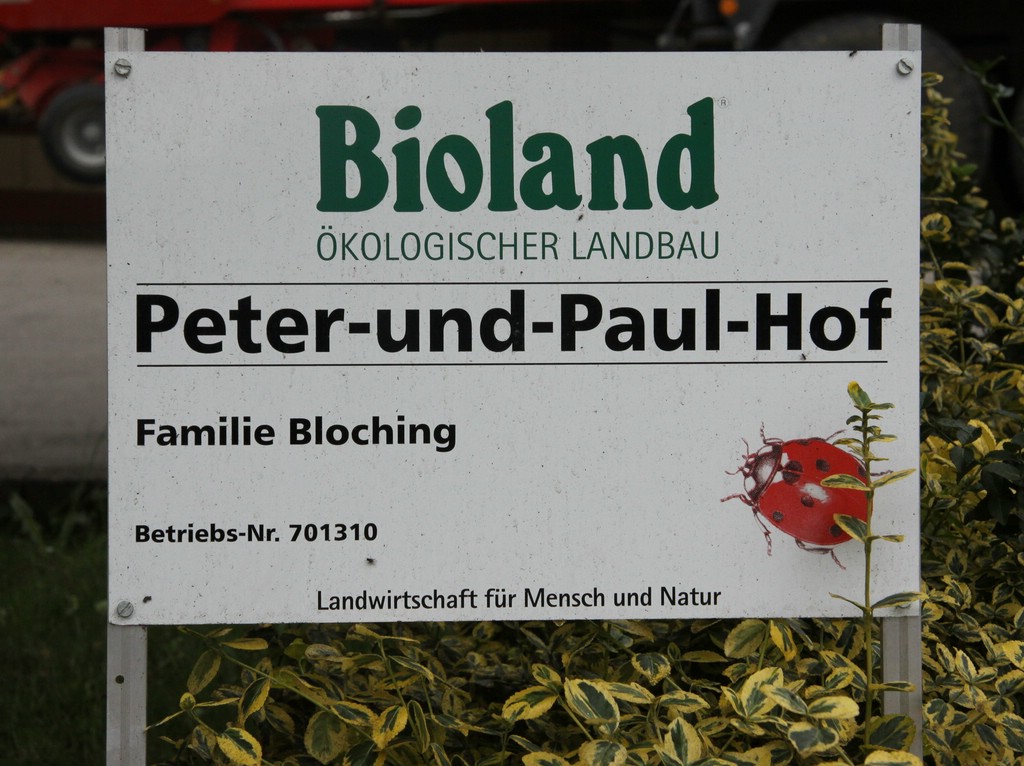 Bioland®
ÖKOLOGISCHER LANDBAU
Peter-und-Paul-Hof
Familie Bloching
Betriebs-Nr. 701310
Landwirtschaft für Mensch und Natur